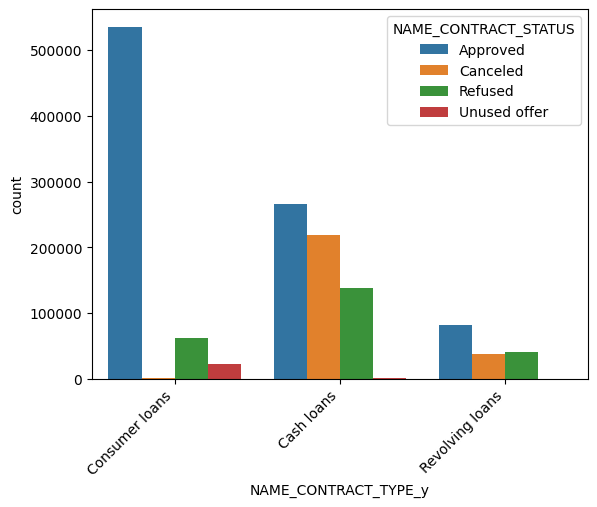 NAME_CONTRACT_STATUS
Approved
Canceled
Refused
Unused offer
500000
400000
300000
200000
100000
0
count
Consumer loans
Cash loans
Revolving loans
NAME_CONTRACT_TYPE_y